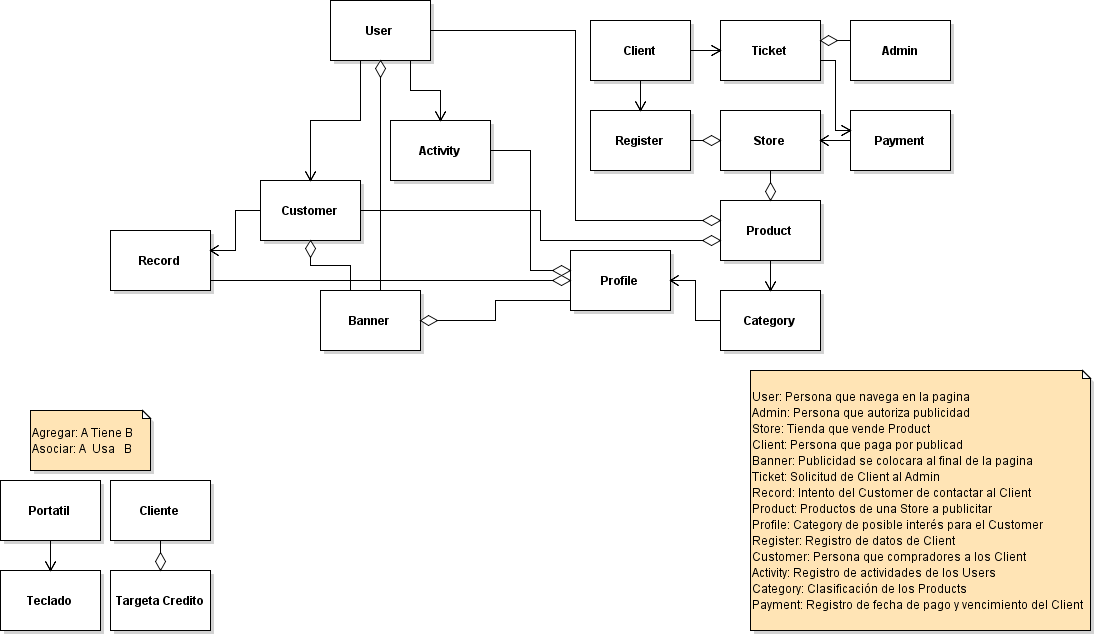 User
Client
Ticket
Admin
Activity
Register
Store
Payment
Customer
Product
Record
Profile
Banner
Category
Agregar: A Tiene B
Asociar: A Usa B
Portatil
Cliente
Teclado
Targeta Credito
User: Persona que navega en la pagina
Admin: Persona que autoriza publicidad
Store: Tienda que vende Product
Client: Persona que paga por publicad
Banner: Publicidad se colocara al final de la pagina
Ticket: Solicitud de Client al Admin
Record: Intento del Customer de contactar al Client
Product: Productos de una Store a publicitar
Profile: Category de posible interés para el Customer
Register: Registro de datos de Client
Customer: Persona que compradores a los Client
Activity: Registro de actividades de los Users
Category: Clasificación de los Products
Payment: Registro de fecha de pago y vencimiento del Client